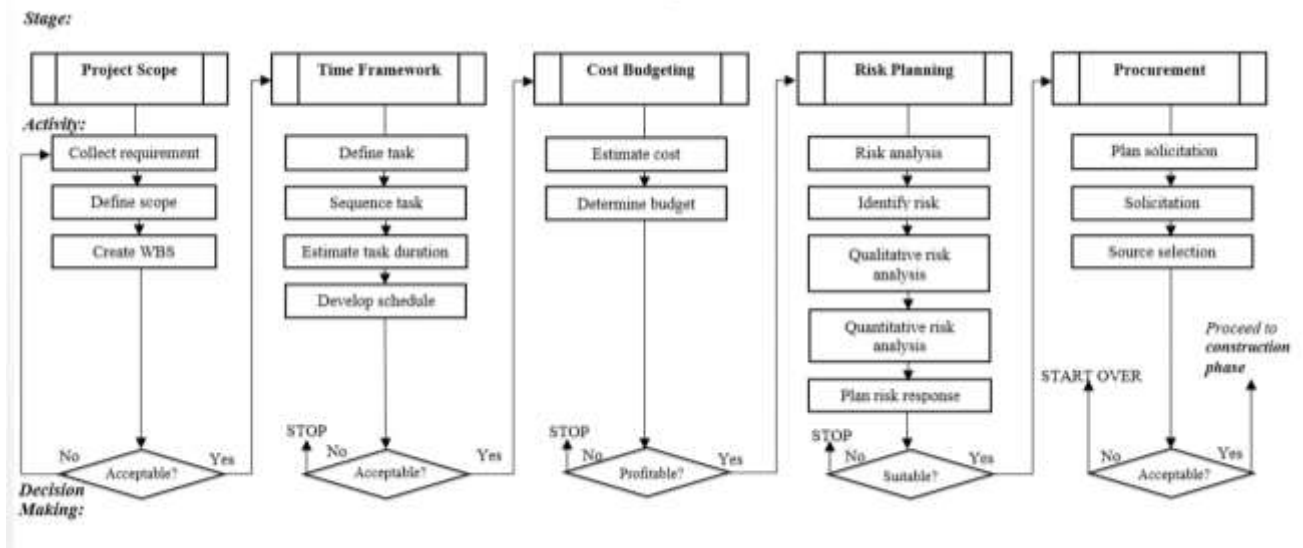 Stage:
Project Scope
Time Framework
Cost Budgeting
Risk Planning
Procurement
Activity:
Collect requirement
Define scope
Create WBS
Define task
Sequence task
Estimate task duration
Develop schedule
Estimate cost
Determine budget
Risk analysis
Identify risk
Qualitative risk
analysis
Quantitative risk
analysis
Plan risk response
Plan solicitation
Solicitation
Source selection
Proceed to
construction
phase
START OVER
STOP
STOP
STOP
No
Acceptable?
Yes
No
Acceptable?
Yes
No
Profitable?
Yes
No
Suitable?
Yes
No
Acceptable?
Yes
Decision
Making: